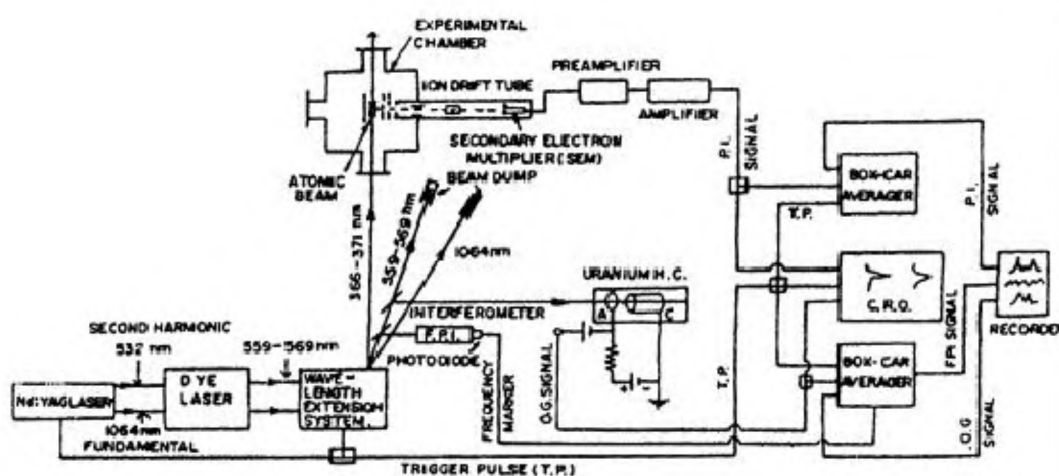 EXPERIMENTAL
CHAMBER
ION DRIFT TUBE
PREAMPLIFIER
AMPLIFIER
SECONDARY ELECTRON
MULTIPLIER (SEM)
BEAM DUMP
ATOMIC
BEAM
366-371 nm
559-569 nm
1064 nm
P.I.
SIGNAL
BOX-CAR
AVERAGER
T.P.
P.I.
SIGNAL
URANIUM H.C.
A
C
C.R.O.
RECORDER
INTERFEROMETER
F.P.I.
PHOTODIODE
SECOND HARMONIC
532 nm
559-569 nm
Nd:YAG LASER
DYE
LASER
WAVE-
LENGTH
EXTENSION
SYSTEM.
1064 nm
FUNDAMENTAL
FREQUENCY
MARKER
O.G. SIGNAL
+
-
T.P.
BOX-CAR
AVERAGER
FPI SIGNAL
O.G
SIGNAL
TRIGGER PULSE (T.P.)